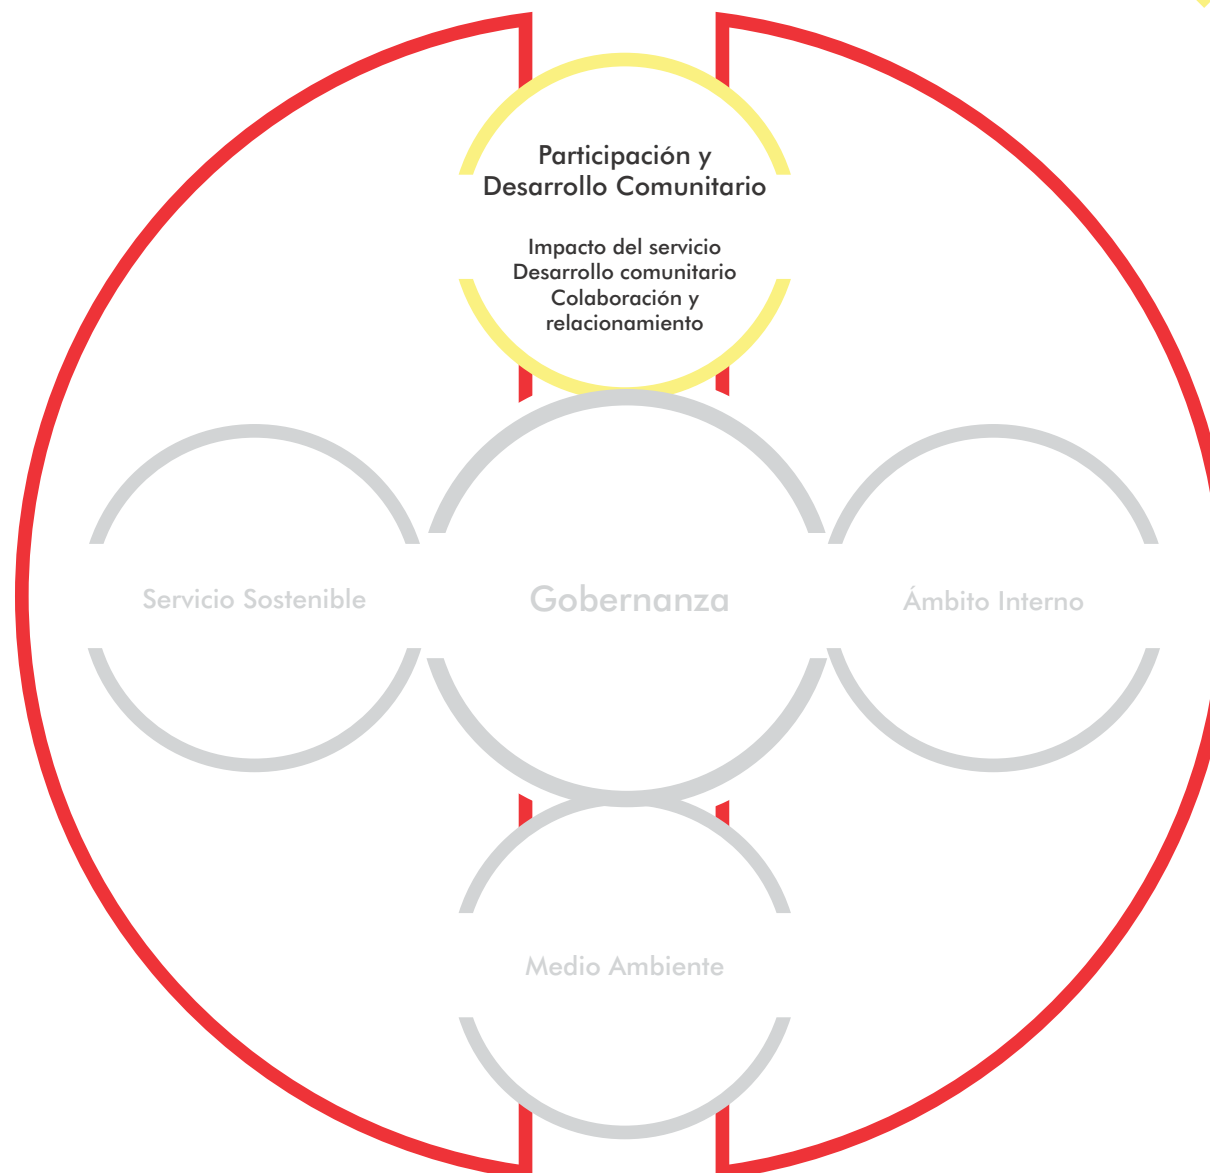 Participación y
Desarrollo Comunitario
Impacto del servicio
Desarrollo comunitario
Colaboración y
relacionamiento
Servicio Sostenible
Gobernanza
Ámbito Interno
Medio Ambiente